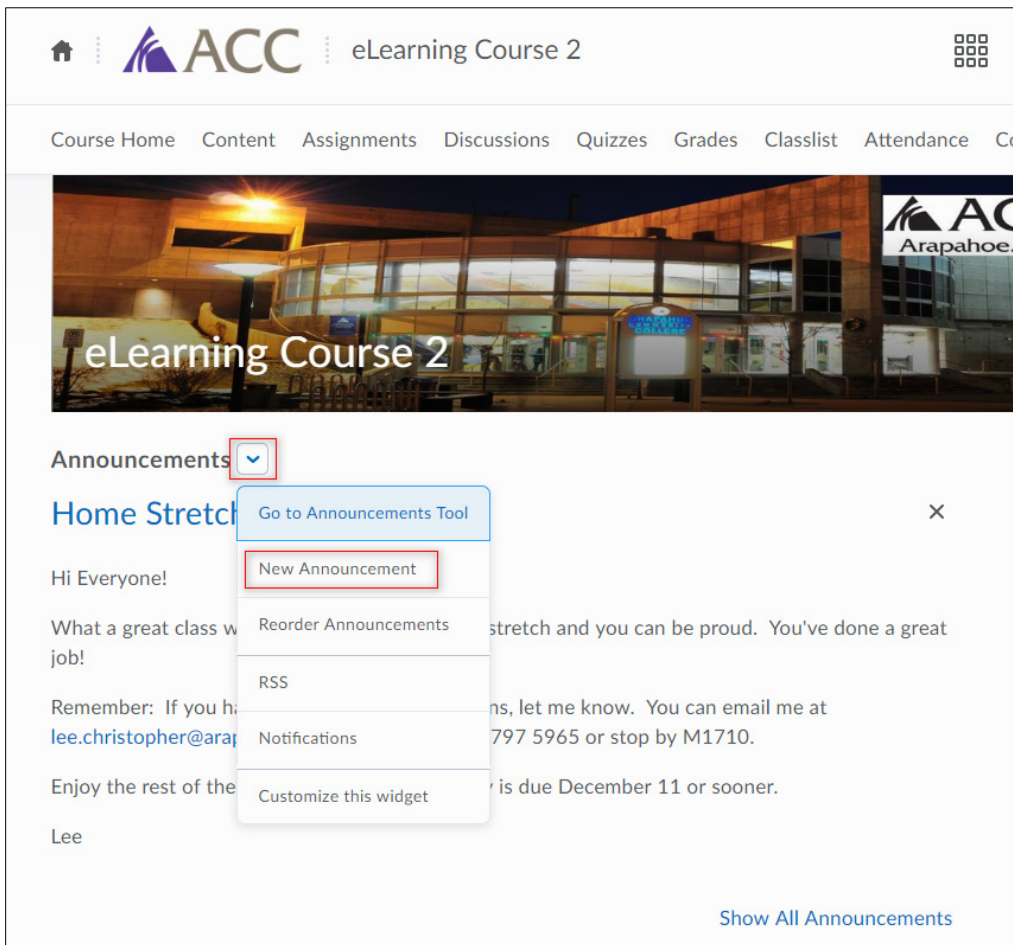 ACC eLearning Course 2
Course Home Content Assignments Discussions Quizzes Grades Classlist Attendance
AC
Arapahoe.
COLLEGE
eLearning Course 2
Announcements
Home Stretch
Go to Announcements Tool
New Announcement
Reorder Announcements
RSS
Notifications
Customize this widget
Hi Everyone!
What a great class stretch and you can be proud. You've done a great
job!
Remember: If you let me know. You can email me at
lee.christopher@ 797 5965 or stop by M1710.
Enjoy the rest of the is due December 11 or sooner.
Lee
Show All Announcements